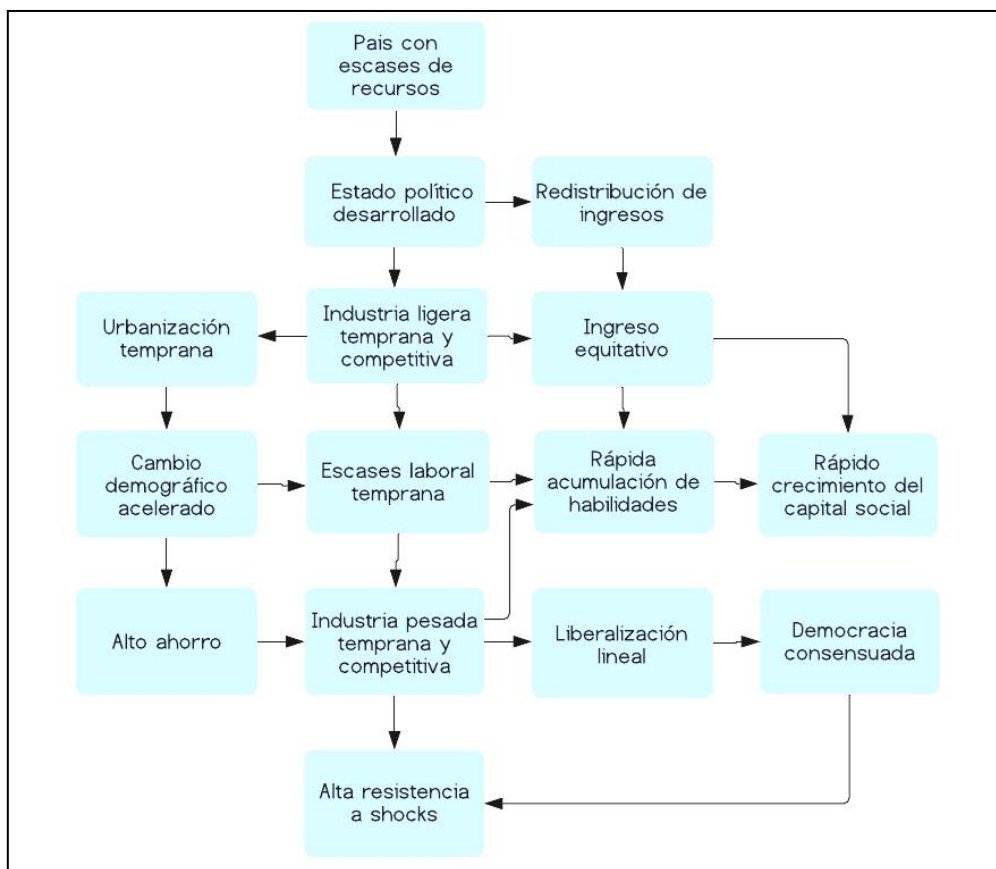 Pais con
escases de
recursos
Estado político
desarrollado
Redistribución de
ingresos
Urbanización
temprana
Industria ligera
temprana y
competitiva
Ingreso
equitativo
Cambio
demográfico
acelerado
Escases laboral
temprana
Rápida
acumulación de
habilidades
Rápido
crecimiento del
capital social
Alto ahorro
Industria pesada
temprana y
competitiva
Liberalización
lineal
Democracia
consensuada
Alta resistencia
a shocks